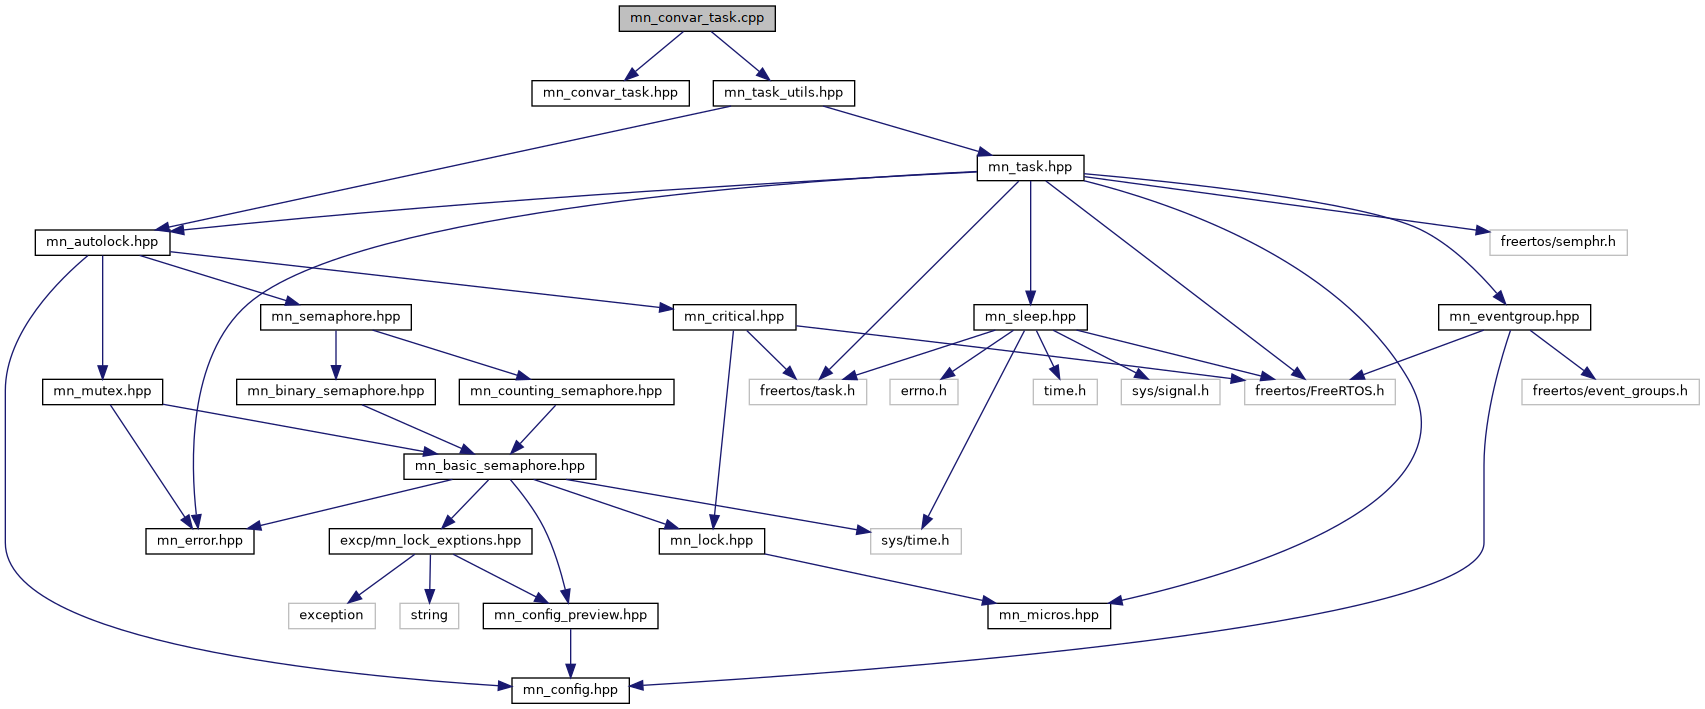 mn_convar_task.cpp
mn_convar_task.hpp
mn_task_utils.hpp
mn_task.hpp
mn_autolock.hpp
freertos/semphr.h
mn_semaphore.hpp
mn_critical.hpp
mn_sleep.hpp
mn_eventgroup.hpp
mn_mutex.hpp
mn_binary_semaphore.hpp
mn_counting_semaphore.hpp
freertos/task.h
errno.h
time.h
sys/signal.h
freertos/FreeRTOS.h
freertos/event_groups.h
mn_basic_semaphore.hpp
mn_error.hpp
excp/mn_lock_exptions.hpp
mn_lock.hpp
sys/time.h
exception
string
mn_config_preview.hpp
mn_micros.hpp
mn_config.hpp